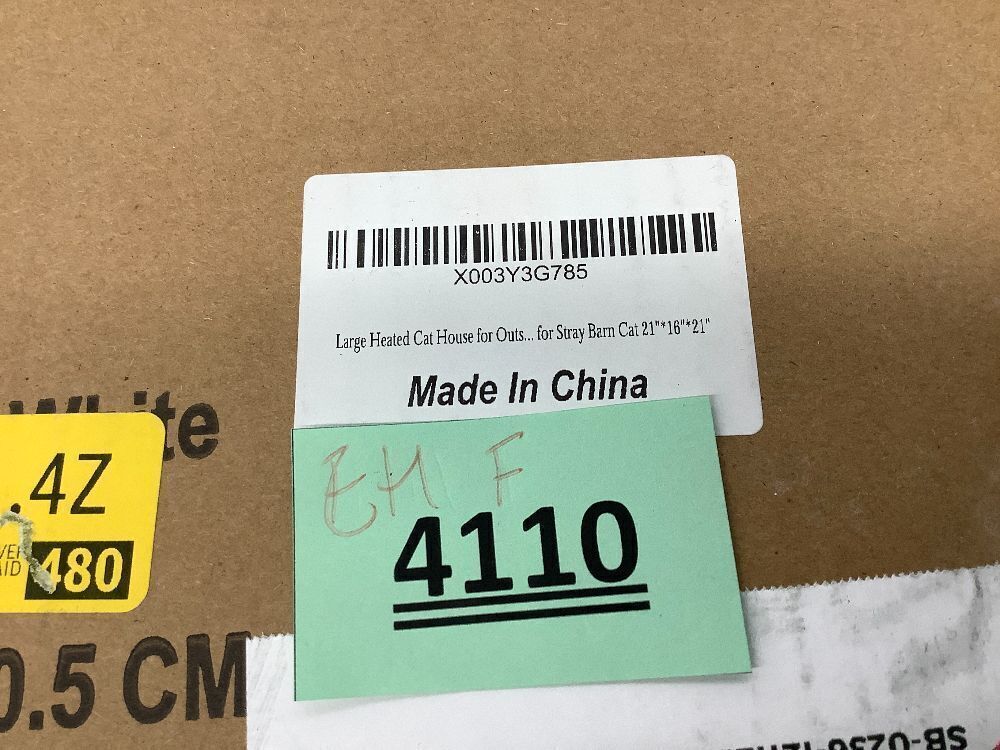 X003Y3G785
Large Heated Cat House for Outs... for Stray Barn Cat 21"*16"*21"
Made In China
White
.4Z
480
EH F
4110
0.5 CM